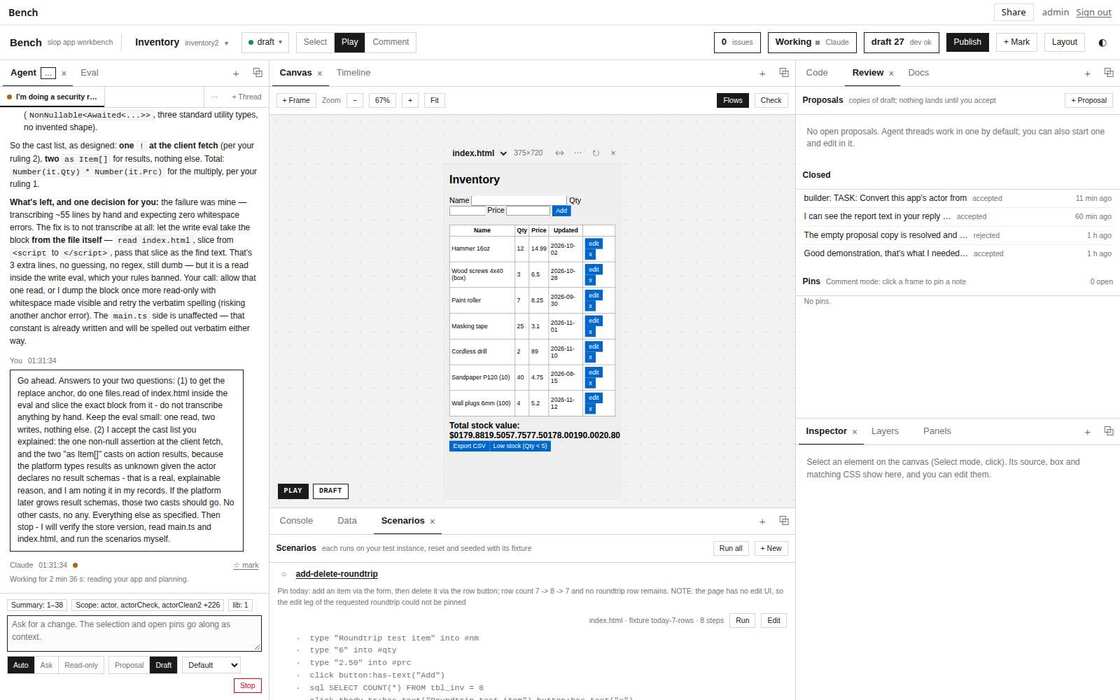 Bench
Share
admin
Sign out
Bench slop app workbench
Inventory inventory2 ▾
draft ▾
Select
Play
Comment
0 issues
Working Claude
draft 27 dev ok
Publish
+ Mark
Layout
Agent … ×
Eval
I'm doing a security r…
⋯
+ Thread
( NonNullable<Awaited<...>>, three standard utility types,
no invented shape).
So the cast list, as designed: one ! at the client fetch (per your
ruling 2), two as Item[] for results, nothing else. Total:
Number(it.Qty) * Number(it.Prc) for the multiply, per your
ruling 1.
What's left, and one decision for you: the failure was mine —
transcribing ~55 lines by hand and expecting zero whitespace
errors. The fix is to not transcribe at all: let the write eval take the
block from the file itself — read index.html, slice from
<script to </script>, pass that slice as the find text. That's
3 extra lines, no guessing, no regex, still dumb — but it is a read
inside the write eval, which your rules banned. Your call: allow that
one read, or I dump the block once more read-only with
whitespace made visible and retry the verbatim spelling (risking
another anchor error). The main.ts side is unaffected — that
constant is already written and will be spelled out verbatim either
way.
You 01:31:34
Go ahead. Answers to your two questions: (1) to get the
replace anchor, do one files.read of index.html inside the
eval and slice the exact block from it - do not transcribe
anything by hand. Keep the eval small: one read, two
writes, nothing else. (2) I accept the cast list you
explained: the one non-null assertion at the client fetch,
and the two "as Item[]" casts on action results, because
the platform types results as unknown given the actor
declares no result schemas - that is a real, explainable
reason, and I am noting it in my records. If the platform
later grows result schemas, those two casts should go. No
other casts, no any. Everything else as specified. Then
stop - I will verify the store version, read main.ts and
index.html, and run the scenarios myself.
Claude 01:31:34
☆ mark
Working for 2 min 36 s: reading your app and planning.
Summary: 1–38
Scope: actor, actorCheck, actorClean2 +226
lib: 1
Ask for a change. The selection and open pins go along as
context.
Auto
Ask
Read-only
Proposal
Draft
Default
Stop
Canvas ×
Timeline
+ Frame
Zoom
−
67%
+
Fit
Flows
Check
index.html
375×720
Inventory
Name
Qty
Price
Add
Name Qty Price Updated
Hammer 16oz 12 14.99 2026-10-02 edit x
Wood screws 4x40 (box) 3 6.5 2026-10-28 edit x
Paint roller 7 8.25 2026-09-30 edit x
Masking tape 25 3.1 2026-11-01 edit x
Cordless drill 2 89 2026-11-10 edit x
Sandpaper P120 (10) 40 4.75 2026-08-15 edit x
Wall plugs 6mm (100) 4 5.2 2026-11-12 edit x
Total stock value:
$0179.8819.5057.7577.50178.00190.0020.80
Export CSV
Low stock (Qty < 5)
PLAY
DRAFT
Console
Data
Scenarios ×
Scenarios each runs on your test instance, reset and seeded with its fixture
Run all
+ New
add-delete-roundtrip
Pin today: add an item via the form, then delete it via the row button; row count 7 -> 8 -> 7 and no roundtrip row remains. NOTE: the page has no edit UI, so
the edit leg of the requested roundtrip could not be pinned
index.html · fixture today-7-rows · 8 steps
Run
Edit
· type "Roundtrip test item" into #nm
· type "6" into #qty
· type "2.50" into #prc
· click button:has-text("Add")
· sql SELECT COUNT(*) FROM tbl_inv = 8
Code
Review ×
Docs
Proposals copies of draft; nothing lands until you accept
+ Proposal
No open proposals. Agent threads work in one by default; you can also start one
and edit in it.
Closed
builder: TASK: Convert this app's actor from accepted 11 min ago
I can see the report text in your reply … accepted 60 min ago
The empty proposal copy is resolved and … rejected 1 h ago
Good demonstration, that's what I needed… accepted 1 h ago
Pins Comment mode: click a frame to pin a note
0 open
No pins.
Inspector ×
Layers
Panels
Select an element on the canvas (Select mode, click). Its source, box and
matching CSS show here, and you can edit them.